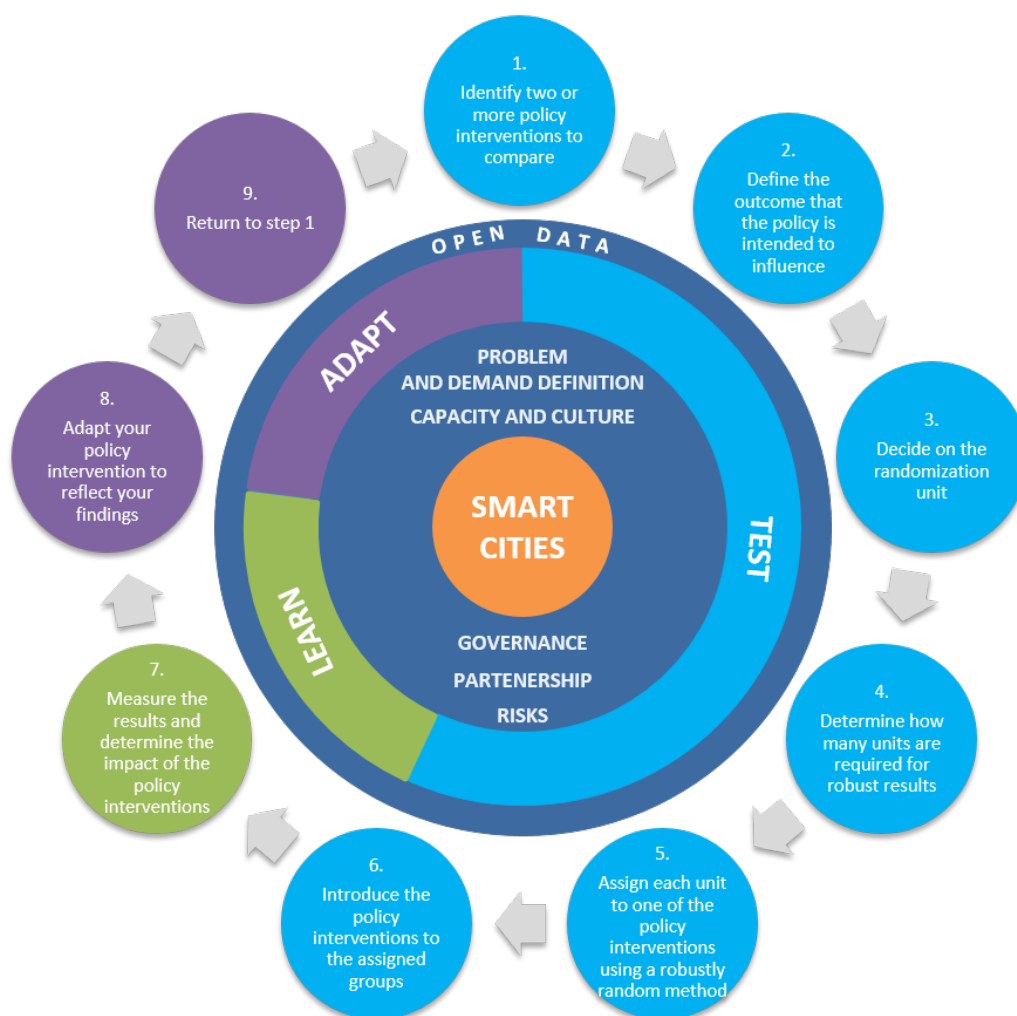 1.
Identify two or
more policy
interventions to
compare
2.
Define the
outcome that
the policy is
intended to
influence
3.
Decide on the
randomization
unit
4.
Determine how
many units are
required for
robust results
5.
Assign each unit
to one of the
policy
interventions
using a robustly
random method
6.
Introduce the
policy
interventions to
the assigned
groups
7.
Measure the
results and
determine the
impact of the
policy
interventions
8.
Adapt your
policy
intervention to
reflect your
findings
9.
Return to step 1
OPEN DATA
ADAPT
TEST
LEARN
PROBLEM
AND DEMAND DEFINITION
CAPACITY AND CULTURE
SMART
CITIES
GOVERNANCE
PARTENERSHIP
RISKS